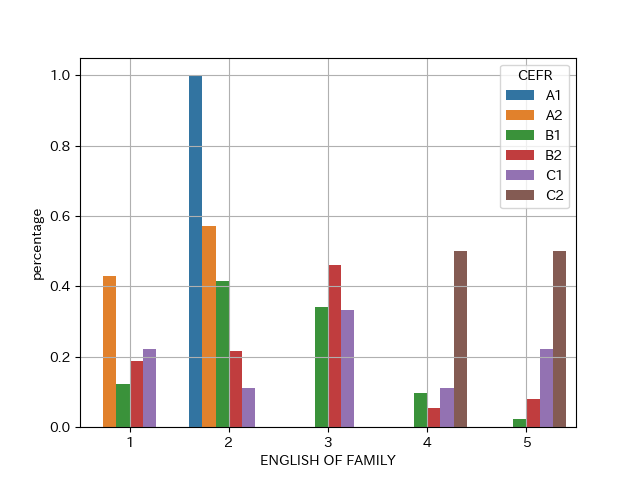 CEFR
A1
A2
B1
B2
C1
C2
1.0
0.8
0.6
0.4
0.2
0.0
percentage
1 2 3 4 5
ENGLISH OF FAMILY